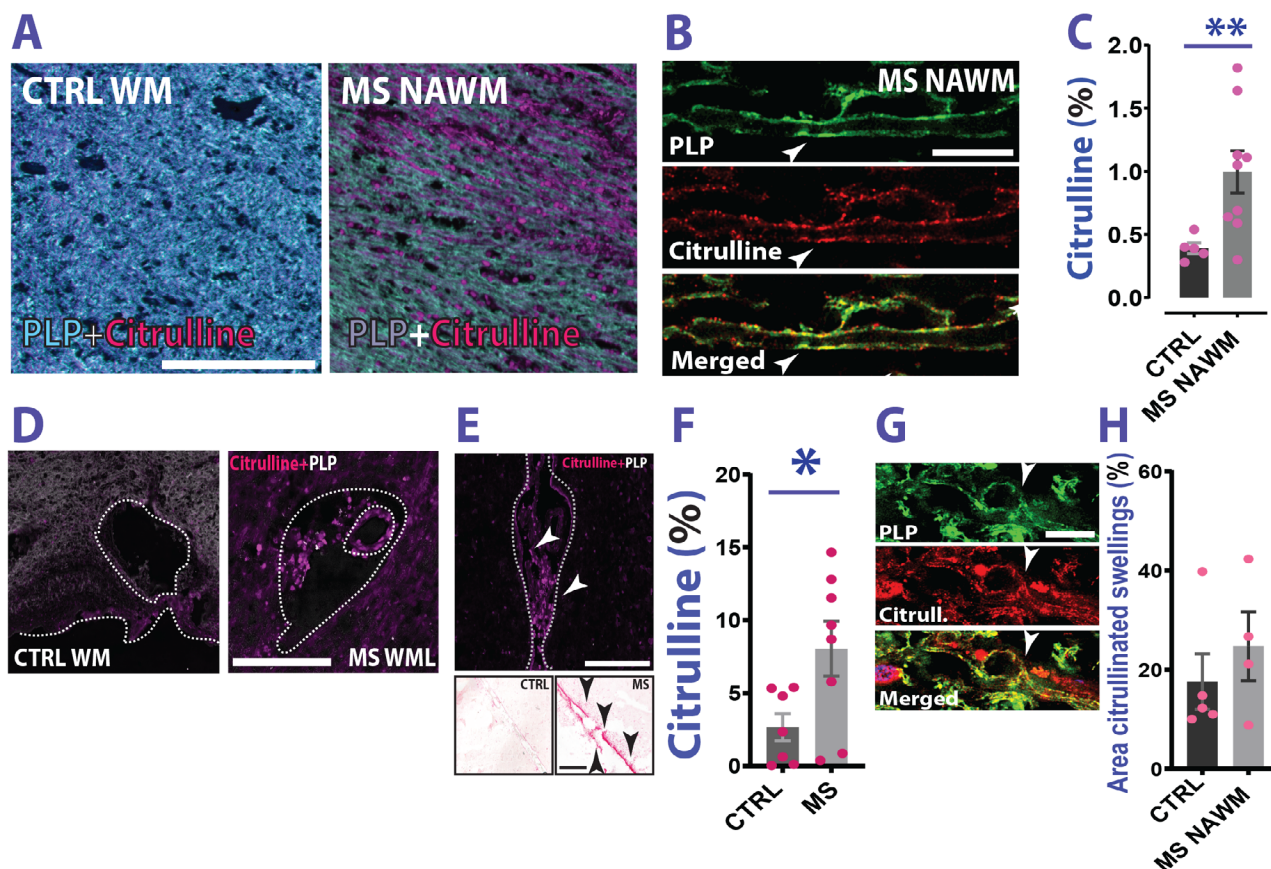 A
CTRL WM
PLP+Citrulline
MS NAWM
PLP+Citrulline
B
MS NAWM
PLP
Citrulline
Merged
C
**
Citrulline (%)
2.0
1.5
1.0
0.5
0.0
CTRL
MS NAWM
D
CTRL WM
Citrulline+PLP
MS WML
E
Citrulline+PLP
CTRL
MS
F
*
Citrulline (%)
20
15
10
5
0
CTRL
MS
G
PLP
Citrull.
Merged
H
Area citrullinated swellings (%)
60
40
20
0
CTRL
MS NAWM